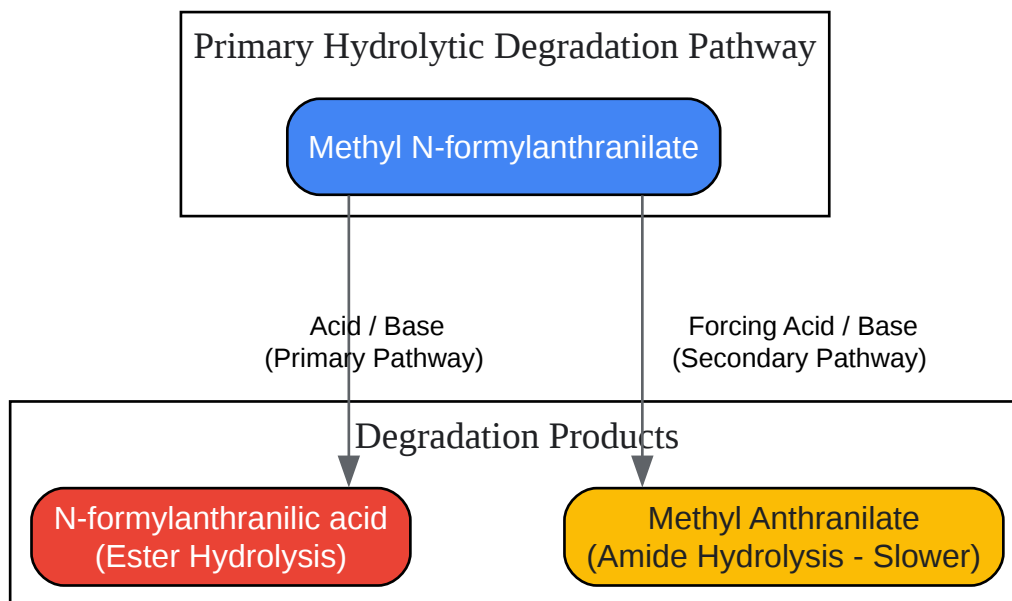 Primary Hydrolytic Degradation Pathway
Methyl N-formylanthranilate
Acid / Base
(Primary Pathway)
Forcing Acid / Base
(Secondary Pathway)
Degradation Products
N-formylanthranilic acid
(Ester Hydrolysis)
Methyl Anthranilate
(Amide Hydrolysis - Slower)